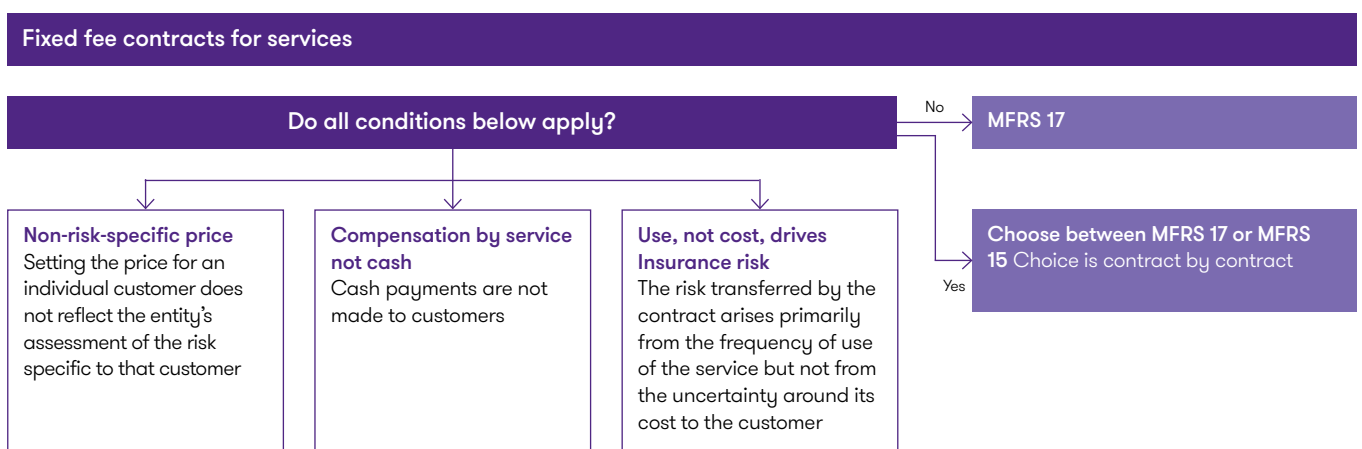 Fixed fee contracts for services
Do all conditions below apply?
No
MFRS 17
Non-risk-specific price
Setting the price for an
individual customer does
not reflect the entity's
assessment of the risk
specific to that customer
Compensation by service
not cash
Cash payments are not
made to customers
Use, not cost, drives
Insurance risk
The risk transferred by the
contract arises primarily
from the frequency of use
of the service but not from
the uncertainty around its
cost to the customer
Yes
Choose between MFRS 17 or MFRS
15 Choice is contract by contract